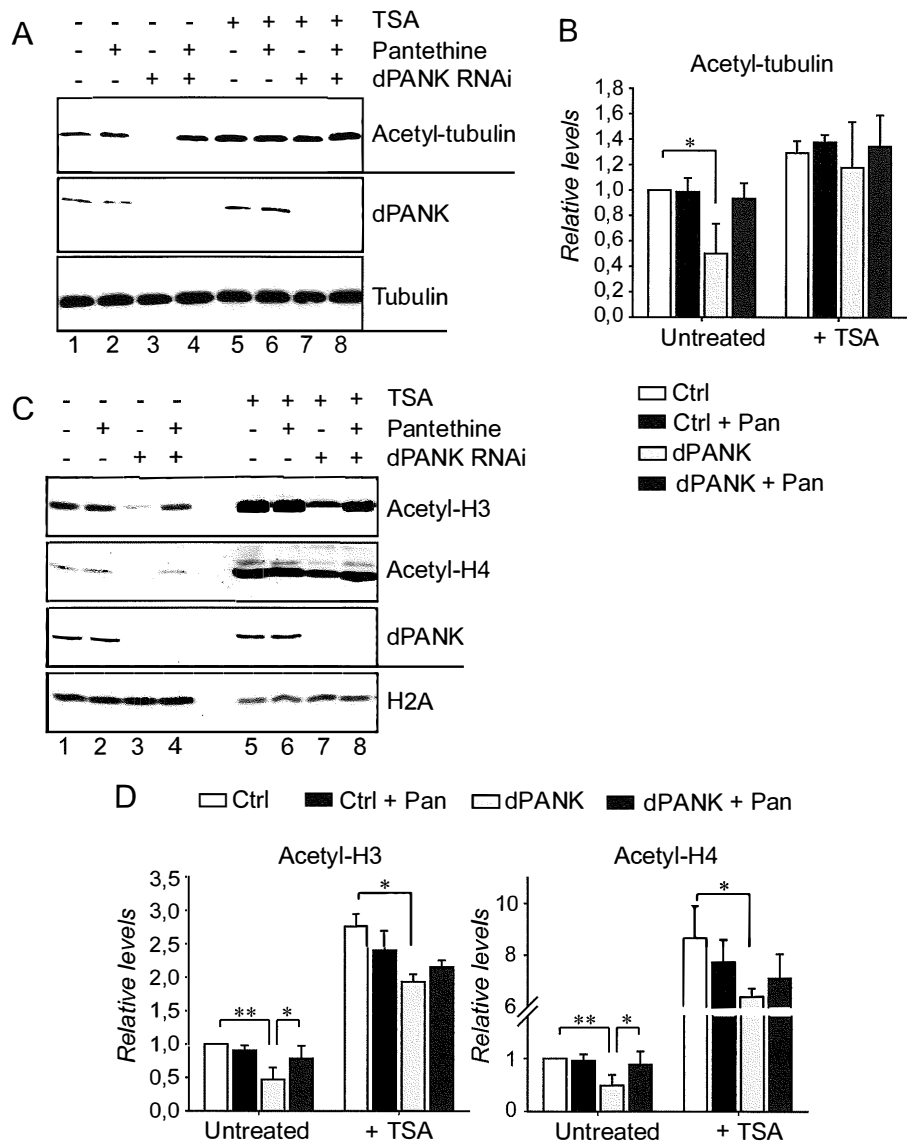 A
- - - - + + + + TSA
- + - + - + - + Pantethine
- - + + - - + + dPANK RNAi
Acetyl-tubulin
dPANK
Tubulin
1 2 3 4 5 6 7 8
B
Acetyl-tubulin
Relative levels
1,8
1,6
1,4
1,2
1,0
0,8
0,6
0,4
0,2
0,0
*
Untreated + TSA
Ctrl
Ctrl + Pan
dPANK
dPANK + Pan
C
- - - - + + + + TSA
- + - + - + - + Pantethine
- - + + - - + + dPANK RNAi
Acetyl-H3
Acetyl-H4
dPANK
H2A
1 2 3 4 5 6 7 8
D
Ctrl Ctrl + Pan dPANK dPANK + Pan
Acetyl-H3
Relative levels
3,5
3,0
2,5
2,0
1,5
1,0
0,5
0,0
** * *
Untreated + TSA
Acetyl-H4
Relative levels
10
8
6
1
0
** * *
Untreated + TSA